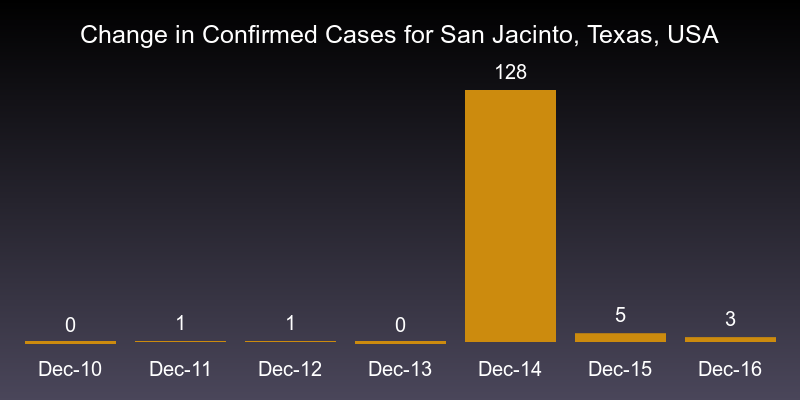 Change in Confirmed Cases for San Jacinto, Texas, USA
128
0 1 1 0 5 3
Dec-10 Dec-11 Dec-12 Dec-13 Dec-14 Dec-15 Dec-16